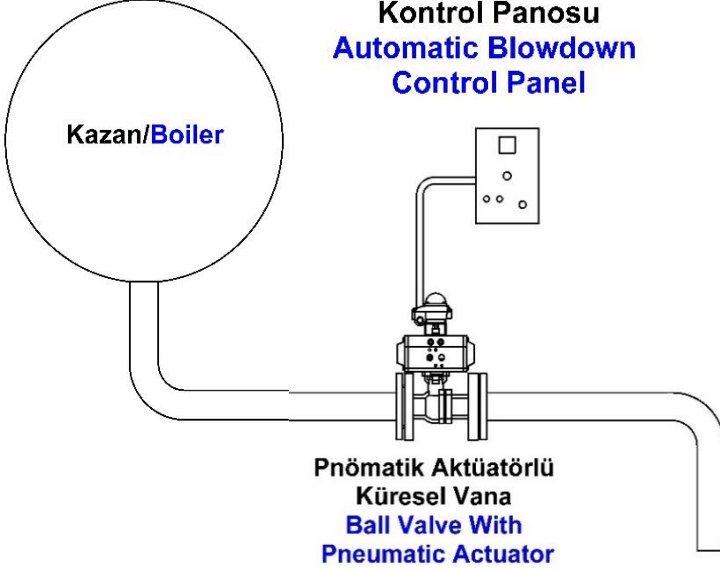 Kontrol Panosu
Automatic Blowdown
Control Panel
Kazan/Boiler
Pnömatik Aktüatörlü
Küresel Vana
Ball Valve With
Pneumatic Actuator